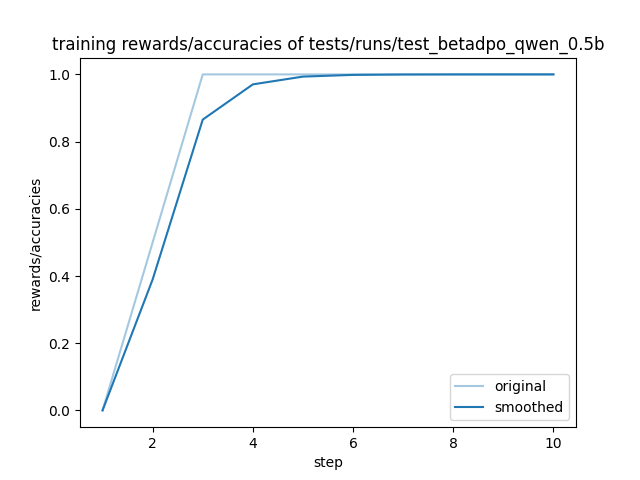 training rewards/accuracies of tests/runs/test_betadpo_qwen_0.5b
1.0
0.8
0.6
0.4
0.2
0.0
rewards/accuracies
original
smoothed
2 4 6 8 10
step